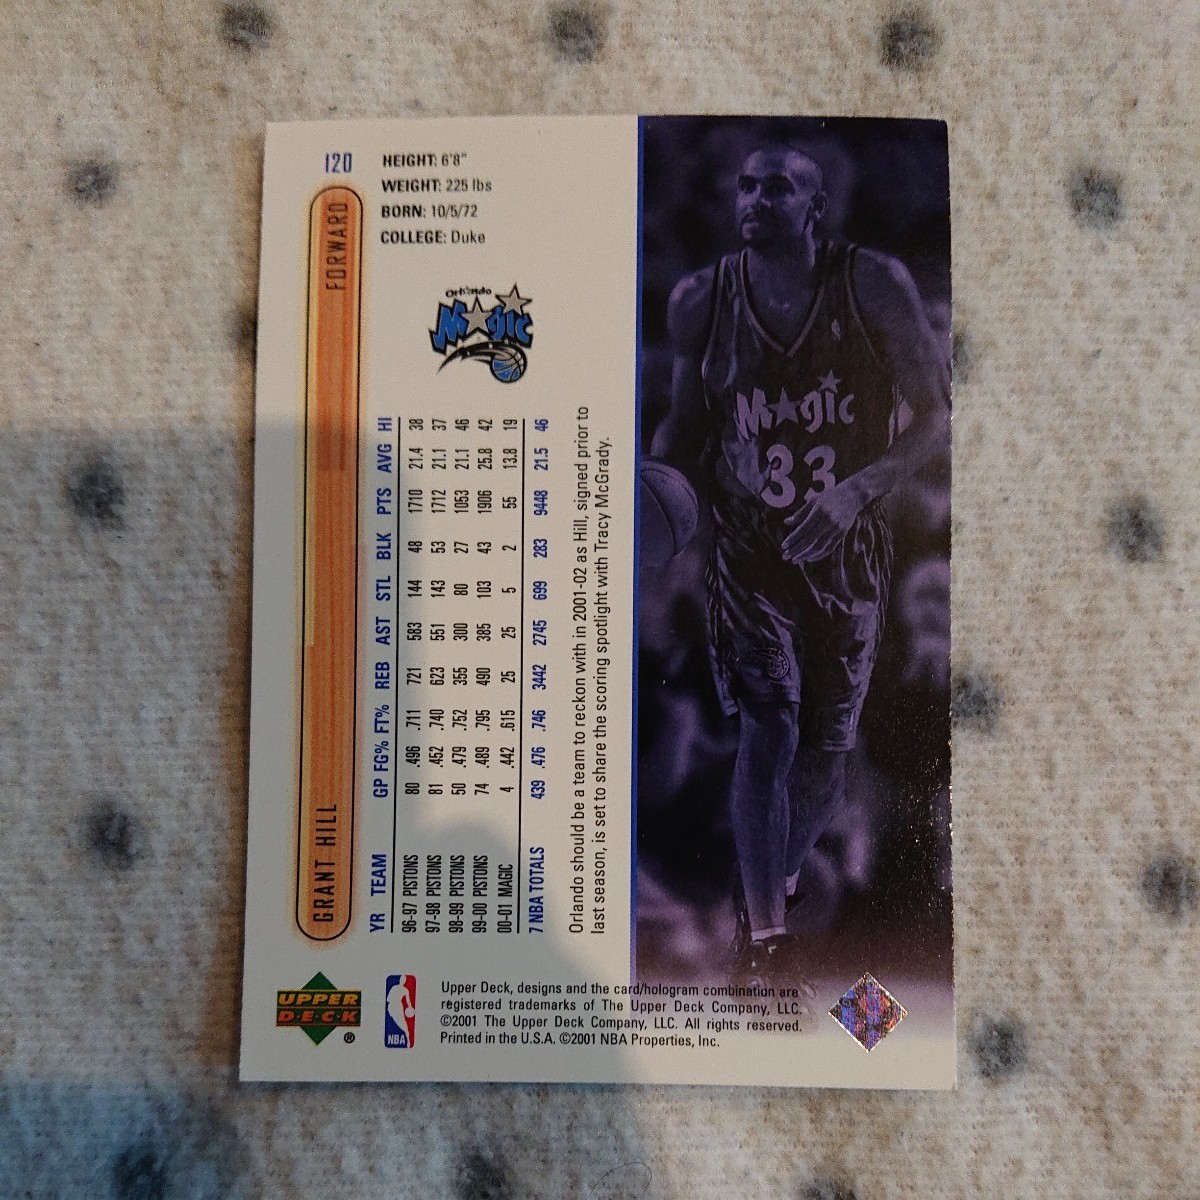 120
GRANT HILL FORWARD
HEIGHT: 6'8"
WEIGHT: 225 lbs
BORN: 10/5/72
COLLEGE: Duke
Orlando
Magic
YR TEAM GP FG% FT% REB AST STL BLK PTS AVG HI
96-97 PISTONS 80 .496 .711 721 583 144 48 1710 21.4 38
97-98 PISTONS 81 .452 .740 623 551 143 53 1712 21.1 37
98-99 PISTONS 50 .479 .752 355 300 80 27 1053 21.1 46
99-00 PISTONS 74 .489 .795 490 385 103 43 1906 25.8 42
00-01 MAGIC 4 .442 .615 25 25 5 2 55 13.8 19
7 NBA TOTALS 439 .476 .746 3442 2745 699 283 9448 21.5 46
Orlando should be a team to reckon with in 2001-02 as Hill, signed prior to
last season, is set to share the scoring spotlight with Tracy McGrady.
Magic
33
UPPER
D·E·C·K
®
NBA
Upper Deck, designs and the card/hologram combination are
registered trademarks of The Upper Deck Company, LLC.
©2001 The Upper Deck Company, LLC. All rights reserved.
Printed in the U.S.A. ©2001 NBA Properties, Inc.